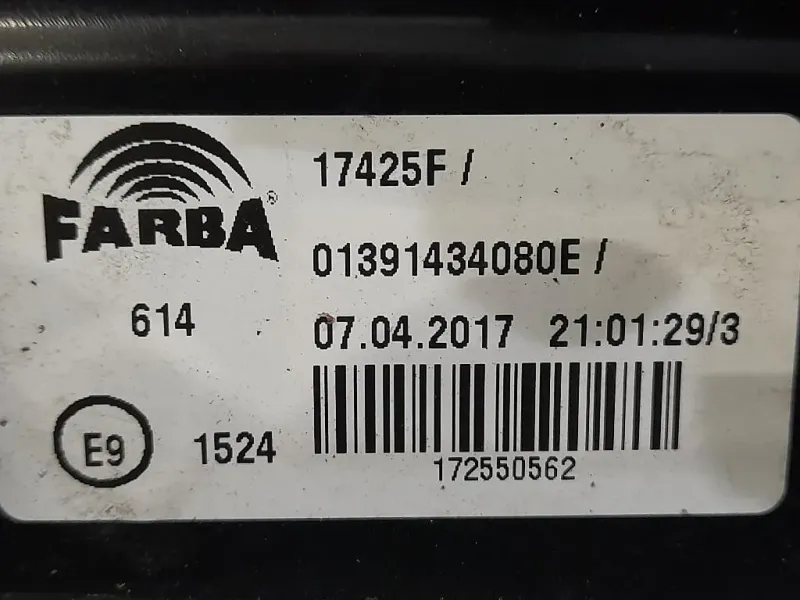 FARBA®
614
E9 1524
17425F /
01391434080E /
07.04.2017 21:01:29/3
172550562